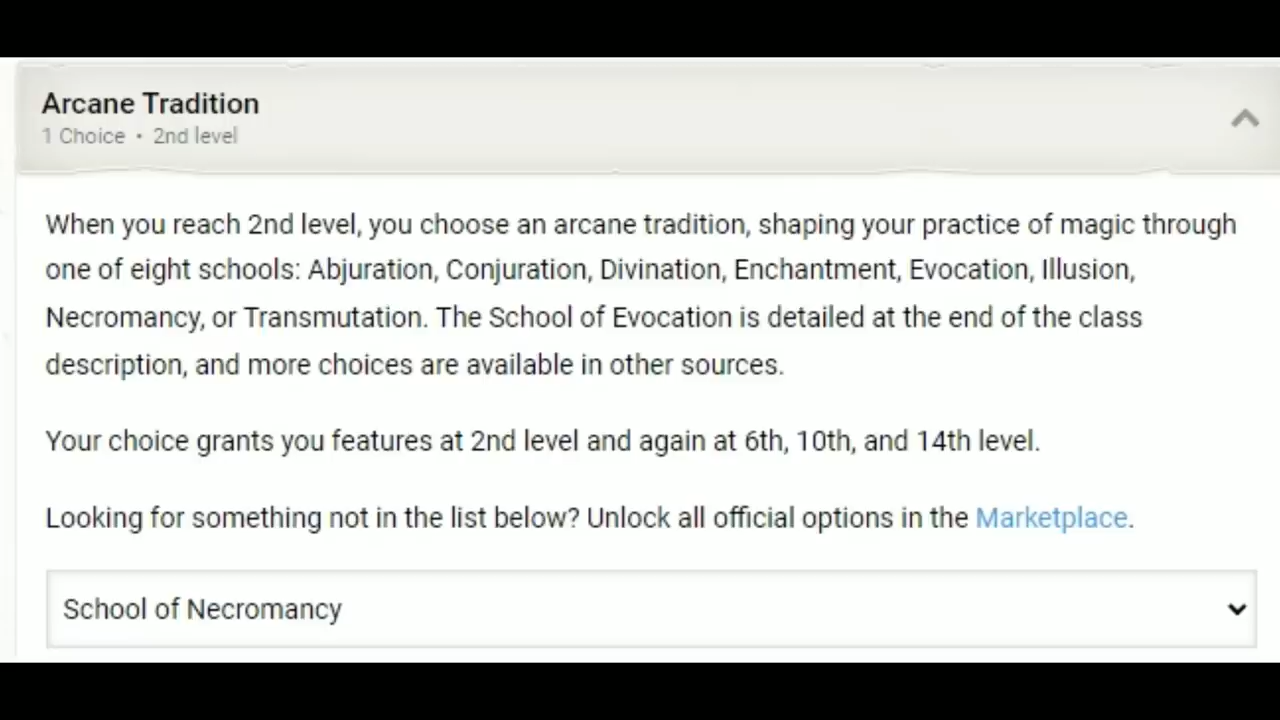 Arcane Tradition
1 Choice • 2nd level
When you reach 2nd level, you choose an arcane tradition, shaping your practice of magic through
one of eight schools: Abjuration, Conjuration, Divination, Enchantment, Evocation, Illusion,
Necromancy, or Transmutation. The School of Evocation is detailed at the end of the class
description, and more choices are available in other sources.
Your choice grants you features at 2nd level and again at 6th, 10th, and 14th level.
Looking for something not in the list below? Unlock all official options in the Marketplace.
School of Necromancy